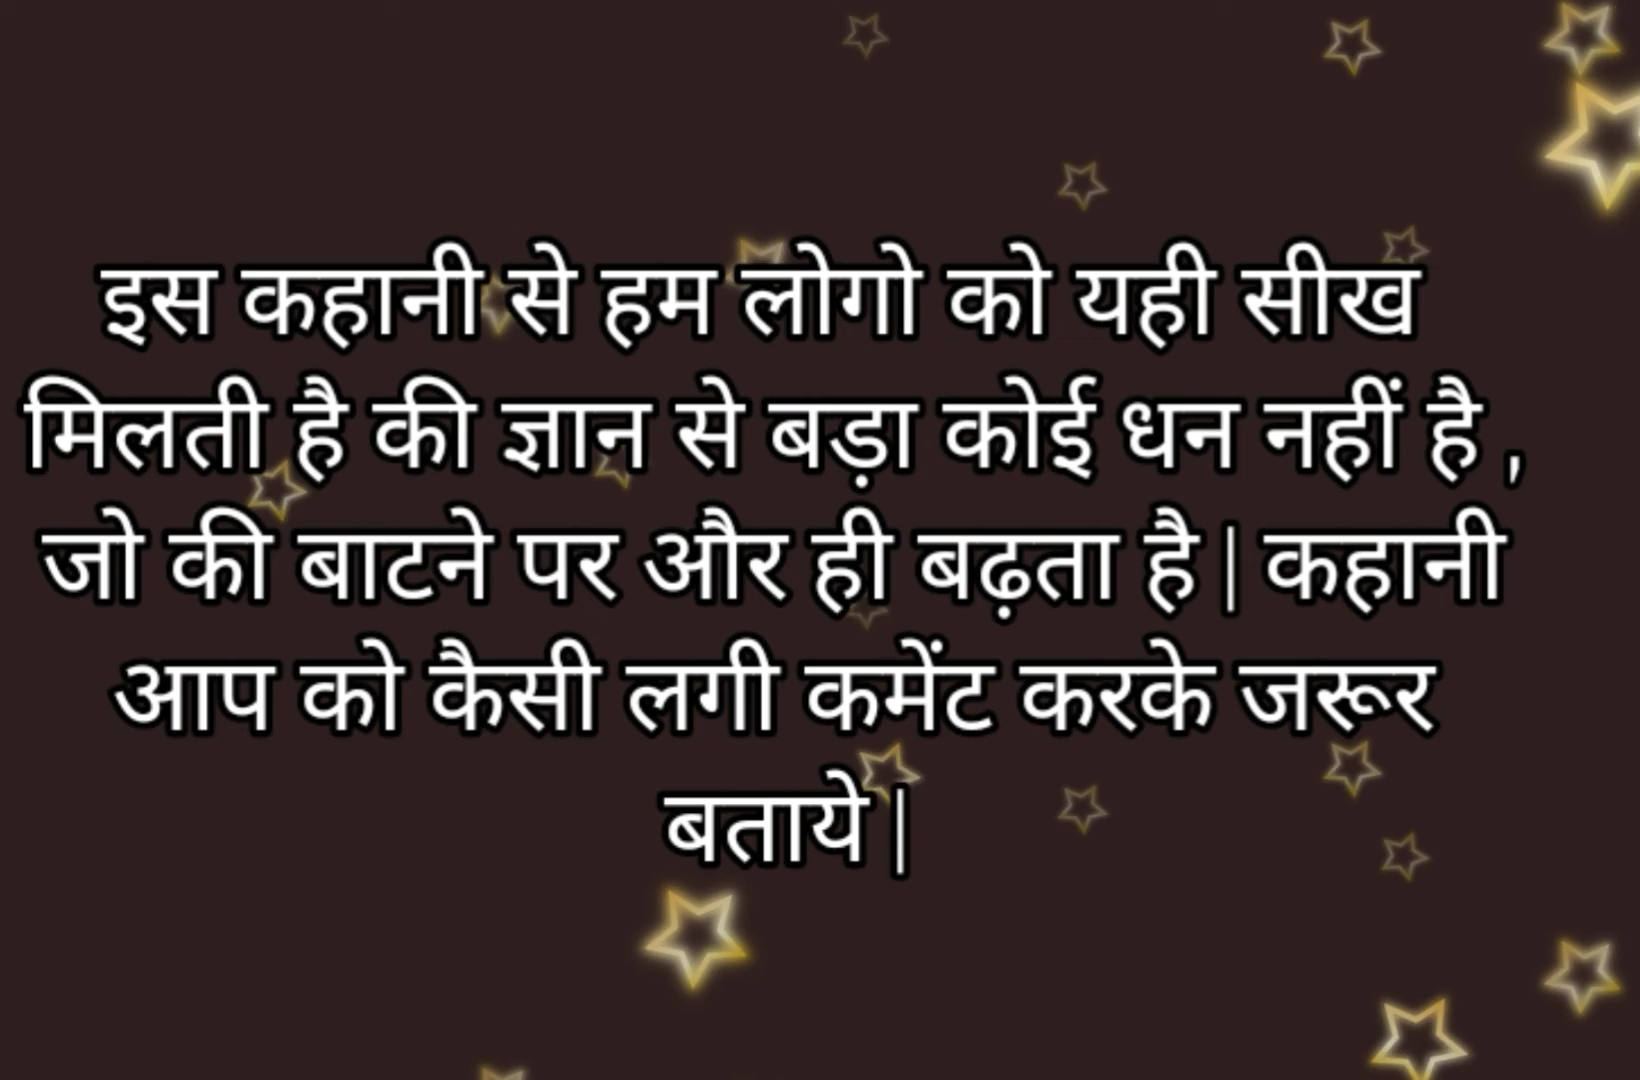 इस कहानी से हम लोगो को यही सीख
मिलती है की ज्ञान से बड़ा कोई धन नहीं है ,
जो की बाटने पर और ही बढ़ता है | कहानी
आप को कैसी लगी कमेंट करके जरूर
बताये |